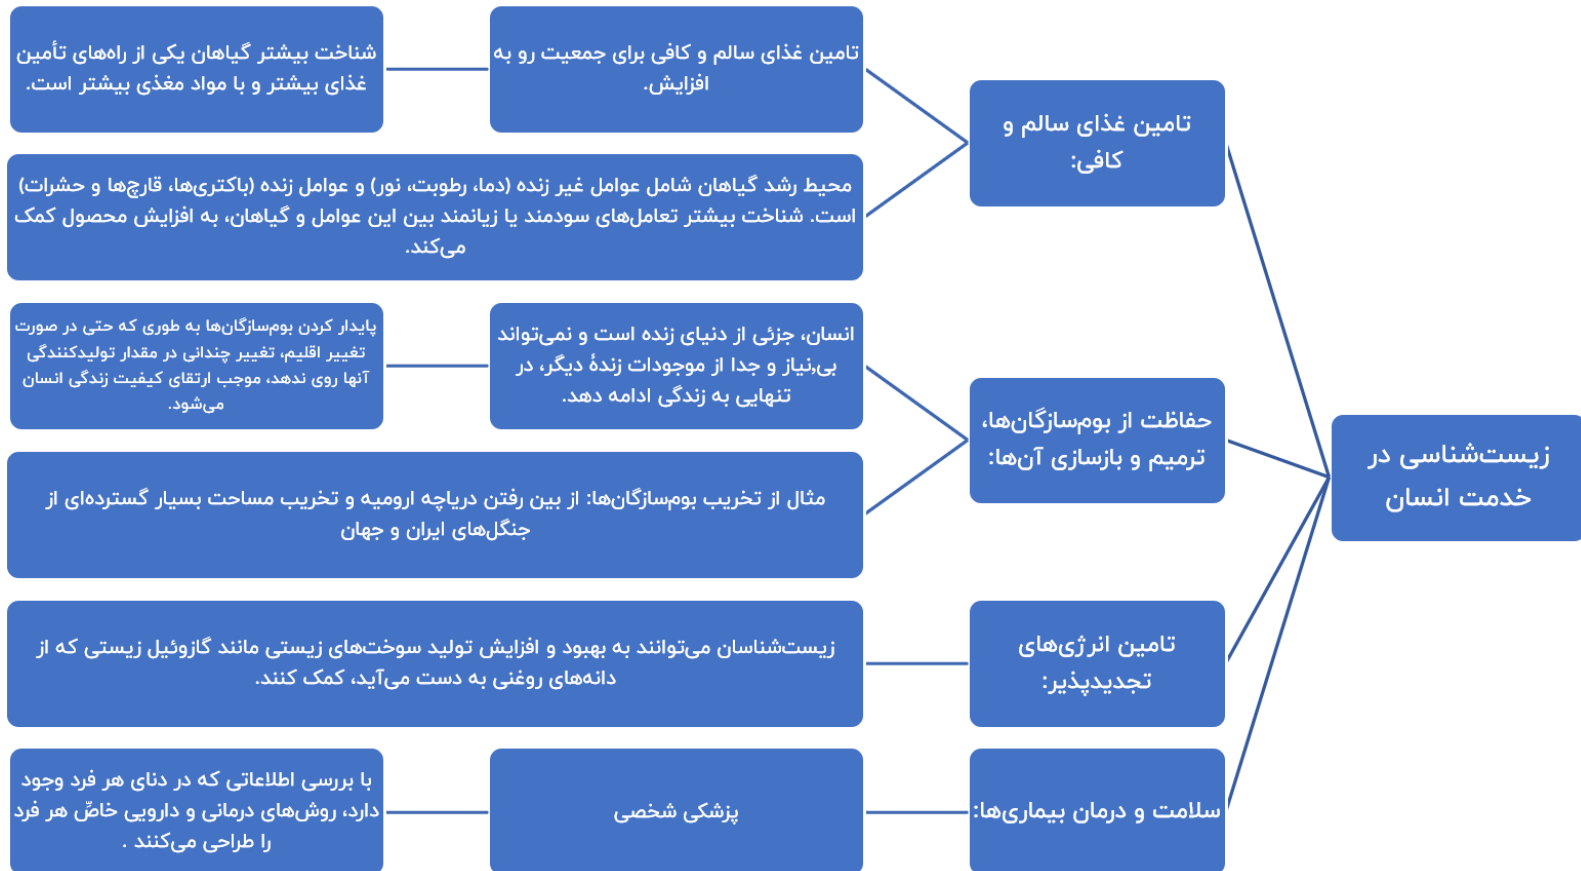 زیست‌شناسی در
خدمت انسان
تامین غذای سالم و
کافی:
تامین غذای سالم و کافی برای جمعیت رو به
افزایش.
شناخت بیشتر گیاهان یکی از راه‌های تأمین
غذای بیشتر و با مواد مغذی بیشتر است.
محیط رشد گیاهان شامل عوامل غیر زنده (دما، رطوبت، نور) و عوامل زنده (باکتری‌ها، قارچ‌ها و حشرات)
است. شناخت بیشتر تعامل‌های سودمند یا زیانمند بین این عوامل و گیاهان، به افزایش محصول کمک
می‌کند.
حفاظت از بوم‌سازگان‌ها،
ترمیم و بازسازی آن‌ها:
انسان، جزئی از دنیای زنده است و نمی‌تواند
بی,نیاز و جدا از موجودات زندهٔ دیگر، در
تنهایی به زندگی ادامه دهد.
پایدار کردن بوم‌سازگان‌ها به طوری که حتی در صورت
تغییر اقلیم، تغییر چندانی در مقدار تولیدکنندگی
آنها روی ندهد، موجب ارتقای کیفیت زندگی انسان
می‌شود.
مثال از تخریب بوم‌سازگان‌ها: از بین رفتن دریاچه ارومیه و تخریب مساحت بسیار گسترده‌ای از
جنگل‌های ایران و جهان
تامین انرژی‌های
تجدیدپذیر:
زیست‌شناسان می‌توانند به بهبود و افزایش تولید سوخت‌های زیستی مانند گازوئیل زیستی که از
دانه‌های روغنی به دست می‌آید، کمک کنند.
سلامت و درمان بیماری‌ها:
پزشکی شخصی
با بررسی اطلاعاتی که در دنای هر فرد وجود
دارد، روش‌های درمانی و دارویی خاصِّ هر فرد
را طراحی می‌کنند .